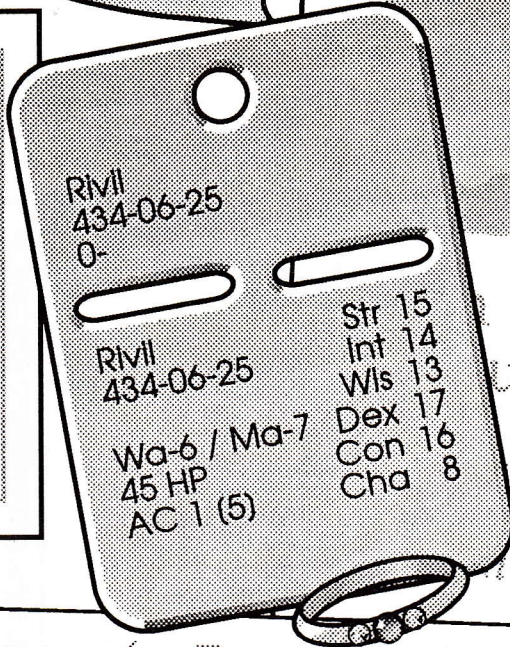 Rivil
434-06-25
0-
Rivil
434-06-25
Wa-6 / Ma-7
45 HP
AC 1 (5)
Str 15
Int 14
Wis 13
Dex 17
Con 16
Cha 8